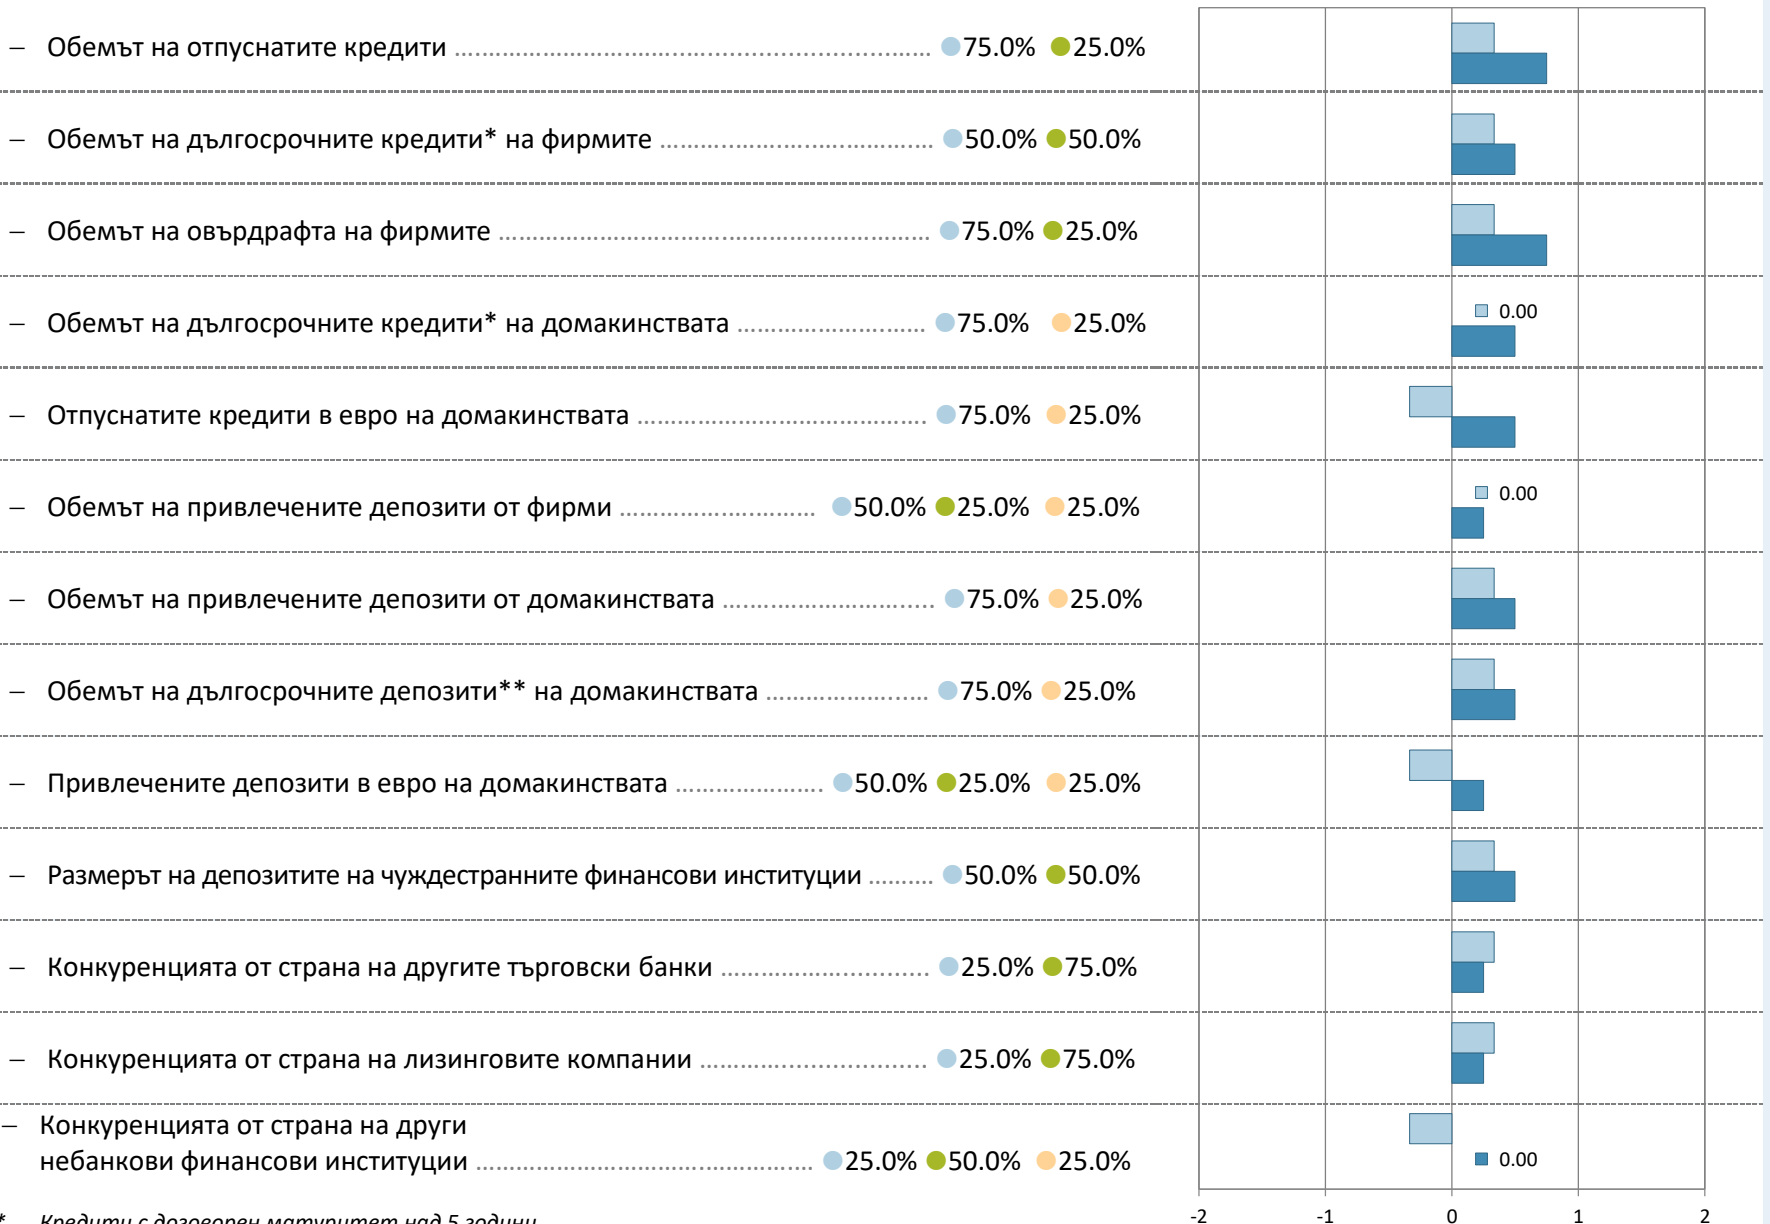 – Обемът на отпуснатите кредити ........................................................... 75.0% 25.0%
– Обемът на дългосрочните кредити* на фирмите .................................. 50.0% 50.0%
– Обемът на овърдрафта на фирмите ...................................................... 75.0% 25.0%
– Обемът на дългосрочните кредити* на домакинствата ....................... 75.0% 25.0%
0.00
– Отпуснатите кредити в евро на домакинствата ................................... 75.0% 25.0%
– Обемът на привлечените депозити от фирми ........................ 50.0% 25.0% 25.0%
0.00
– Обемът на привлечените депозити от домакинствата ......................... 75.0% 25.0%
– Обемът на дългосрочните депозити** на домакинствата .................... 75.0% 25.0%
– Привлечените депозити в евро на домакинствата .................. 50.0% 25.0% 25.0%
– Размерът на депозитите на чуждестранните финансови институции .......... 50.0% 50.0%
– Конкуренцията от страна на другите търговски банки .......................... 25.0% 75.0%
– Конкуренцията от страна на лизинговите компании ............................ 25.0% 75.0%
– Конкуренцията от страна на други
небанкови финансови институции .......................................... 25.0% 50.0% 25.0%
0.00
* Кредити с договорен матуритет над 5 години
-2 -1 0 1 2